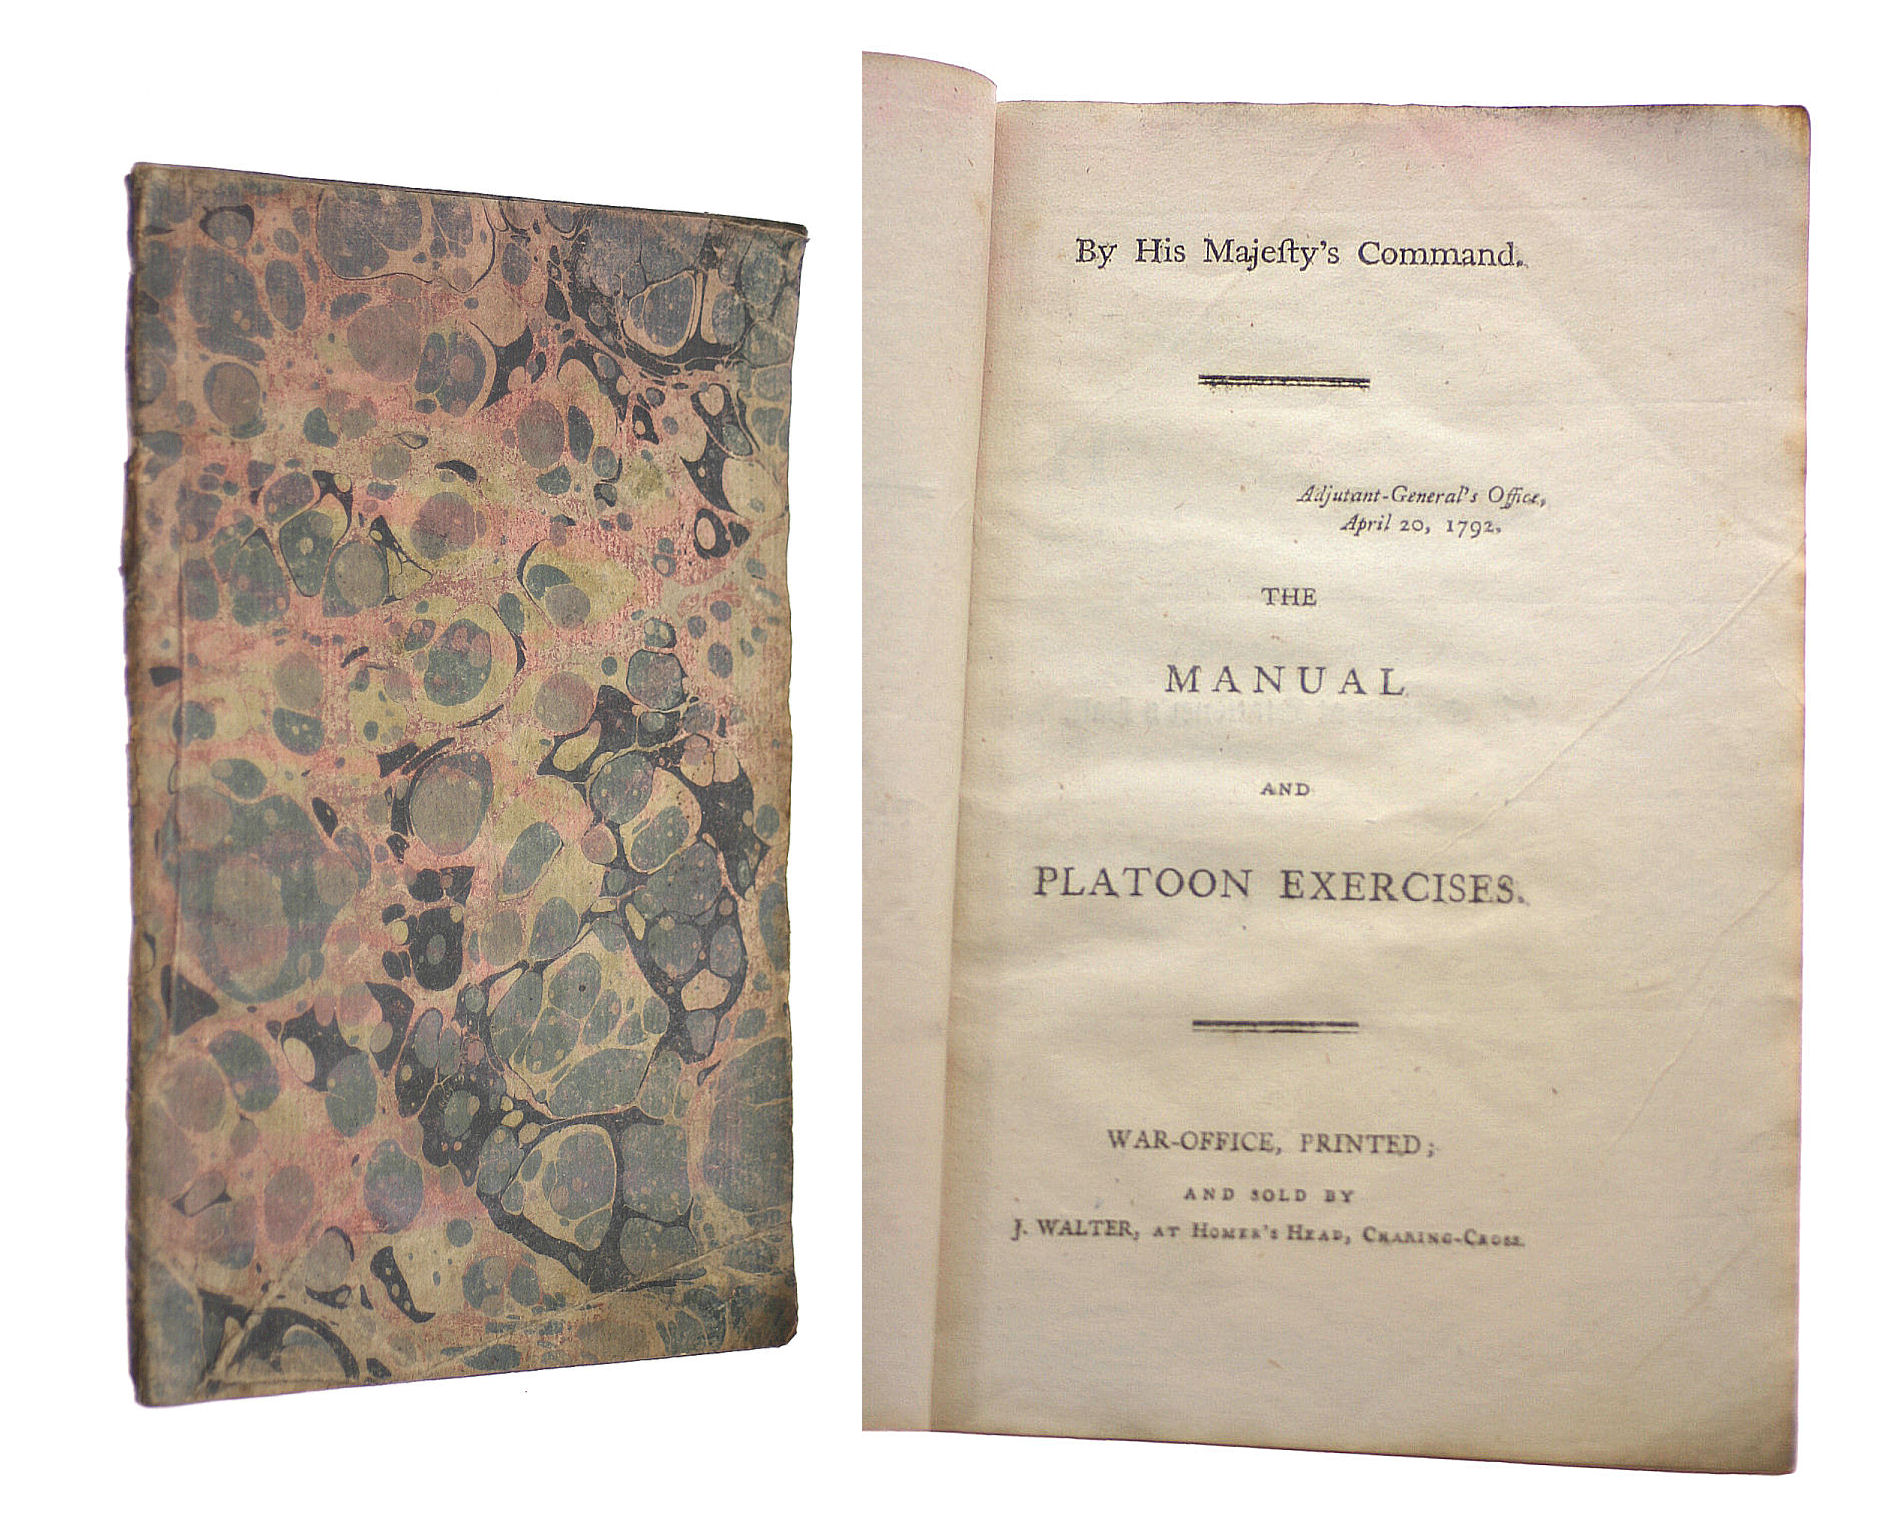 By His Majeſty's Command.
Adjutant-General's Office,
April 20, 1792.
THE
MANUAL
AND
PLATOON EXERCISES.
WAR-OFFICE, PRINTED;
AND SOLD BY
J. WALTER, AT HOMER'S HEAD, CHARING-CROSS.